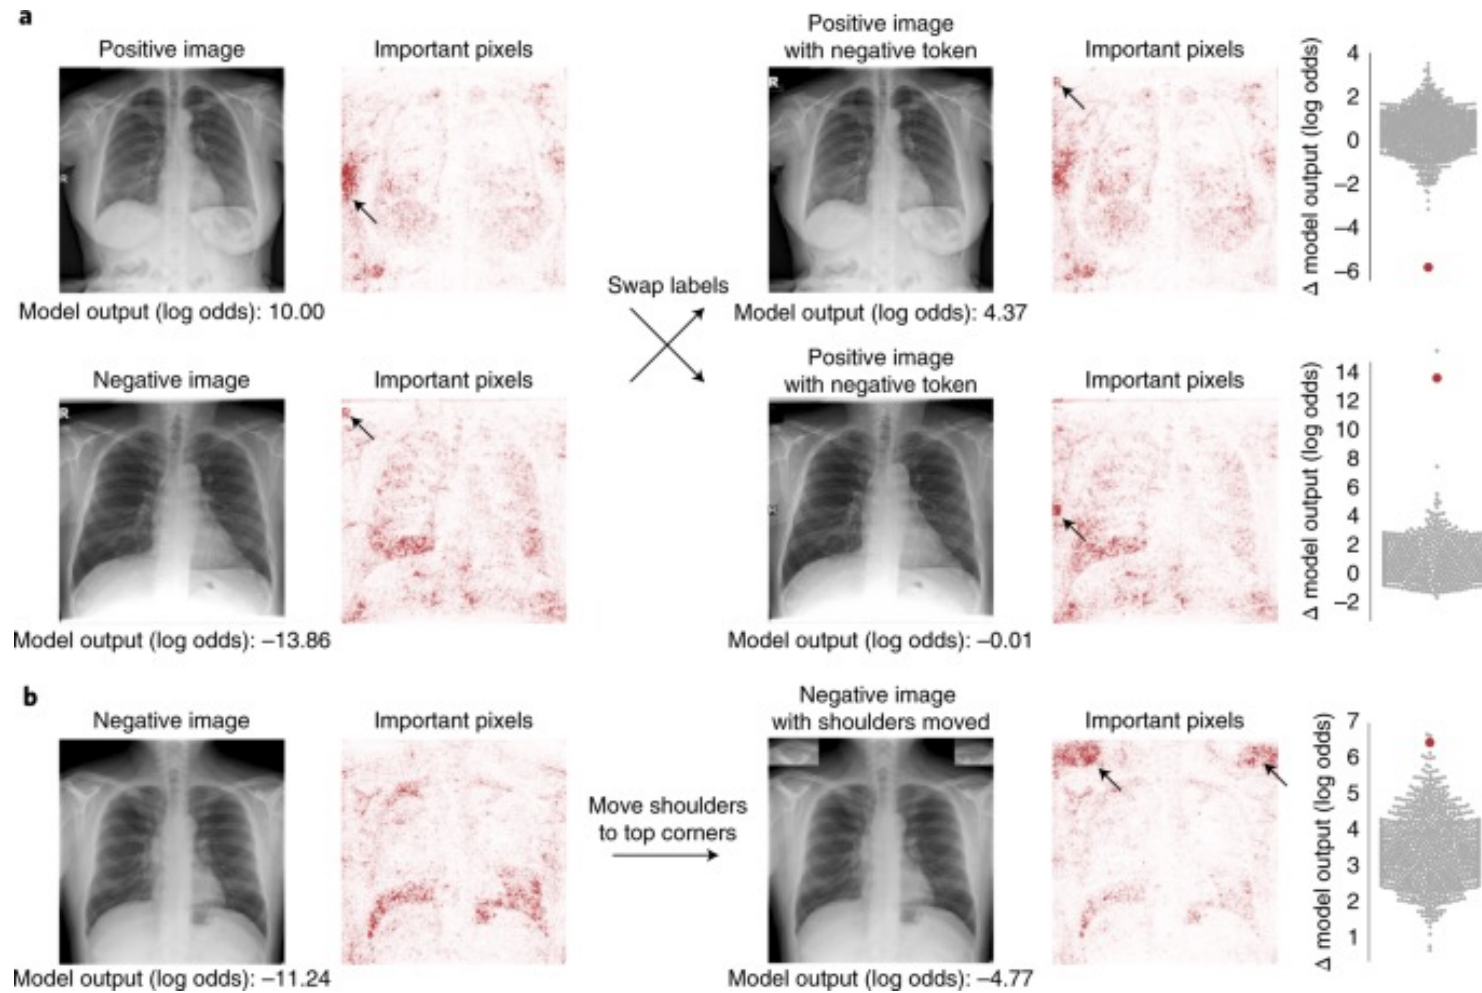 a
Positive image
Important pixels
Positive image
with negative token
Important pixels
R
R
R
Model output (log odds): 10.00
Swap labels
Model output (log odds): 4.37
Δ model output (log odds)
4
2
0
–2
–4
–6
Negative image
Important pixels
Positive image
with negative token
Important pixels
R
R
R
R
Model output (log odds): –13.86
Model output (log odds): –0.01
Δ model output (log odds)
14
12
10
8
6
4
2
0
–2
b
Negative image
Important pixels
Move shoulders
to top corners
Negative image
with shoulders moved
Important pixels
Model output (log odds): –11.24
Model output (log odds): –4.77
Δ model output (log odds)
7
6
5
4
3
2
1